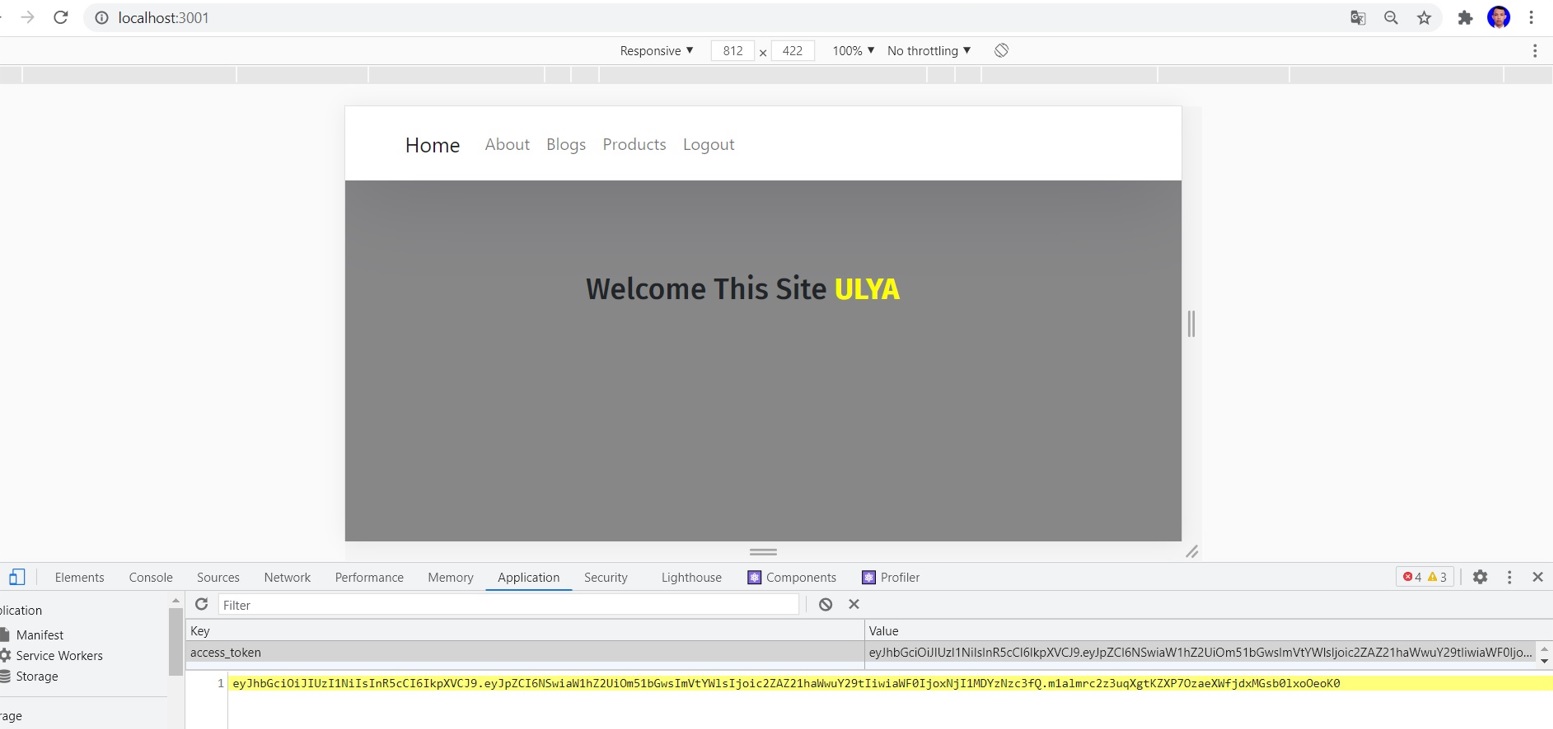 localhost:3001
Responsive ▼ 812 × 422 100% ▼ No throttling ▼
Home About Blogs Products Logout
Welcome This Site ULYA
Elements Console Sources Network Performance Memory Application Security Lighthouse Components Profiler 4 3
plication
Filter
Key Value
Manifest
access_token eyJhbGciOiJIUzI1NiIsInR5cCI6IkpXVCJ9.eyJpZCI6NSwiaW1hZ2UiOm51bGwsImVtYWlsIjoic2ZAZ21haWwuY29tIiwiaWF0Ijo...
Service Workers
Storage
1 eyJhbGciOiJIUzI1NiIsInR5cCI6IkpXVCJ9.eyJpZCI6NSwiaW1hZ2UiOm51bGwsImVtYWlsIjoic2ZAZ21haWwuY29tIiwiaWF0IjoxNjI1MDYzNzc3fQ.m1almrc2z3uqXgtKZXP7OzaeXWfjdxMGsb0lxoOeoK0
rage